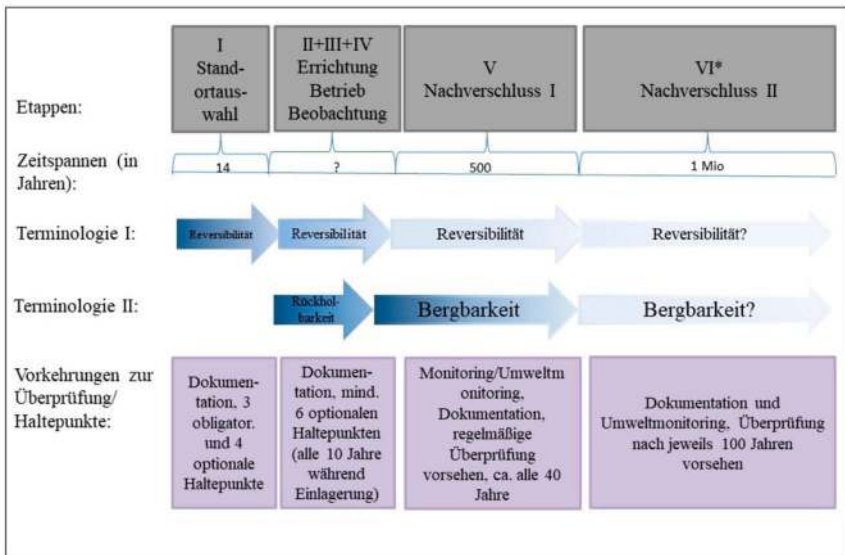 Etappen:
I
Stand-
ortaus-
wahl
II+III+IV
Errichtung
Betrieb
Beobachtung
V
Nachverschluss I
VI*
Nachverschluss II
Zeitspannen (in
Jahren):
14
?
500
1 Mio
Terminologie I:
Reversibilität
Reversibilität
Reversibilität
Reversibilität?
Terminologie II:
Rückhol-
barkeit
Bergbarkeit
Bergbarkeit?
Vorkehrungen zur
Überprüfung/
Haltepunkte:
Dokumen-
tation, 3
obligator.
und 4
optionale
Haltepunkte
Dokumen-
tation, mind.
6 optionalen
Haltepunkten
(alle 10 Jahre
während
Einlagerung)
Monitoring/Umweltm
onitoring,
Dokumentation,
regelmäßige
Überprüfung
vorsehen, ca. alle 40
Jahre
Dokumentation und
Umweltmonitoring, Überprüfung
nach jeweils 100 Jahren
vorsehen